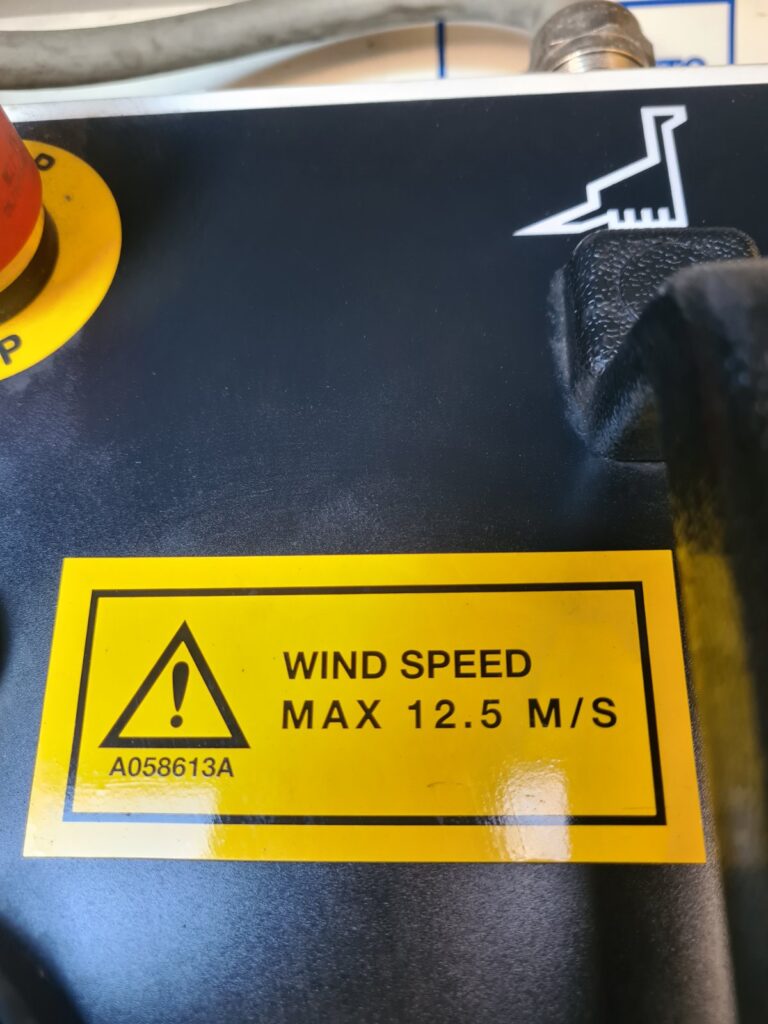 P
WIND SPEED
MAX 12.5 M/S
A058613A